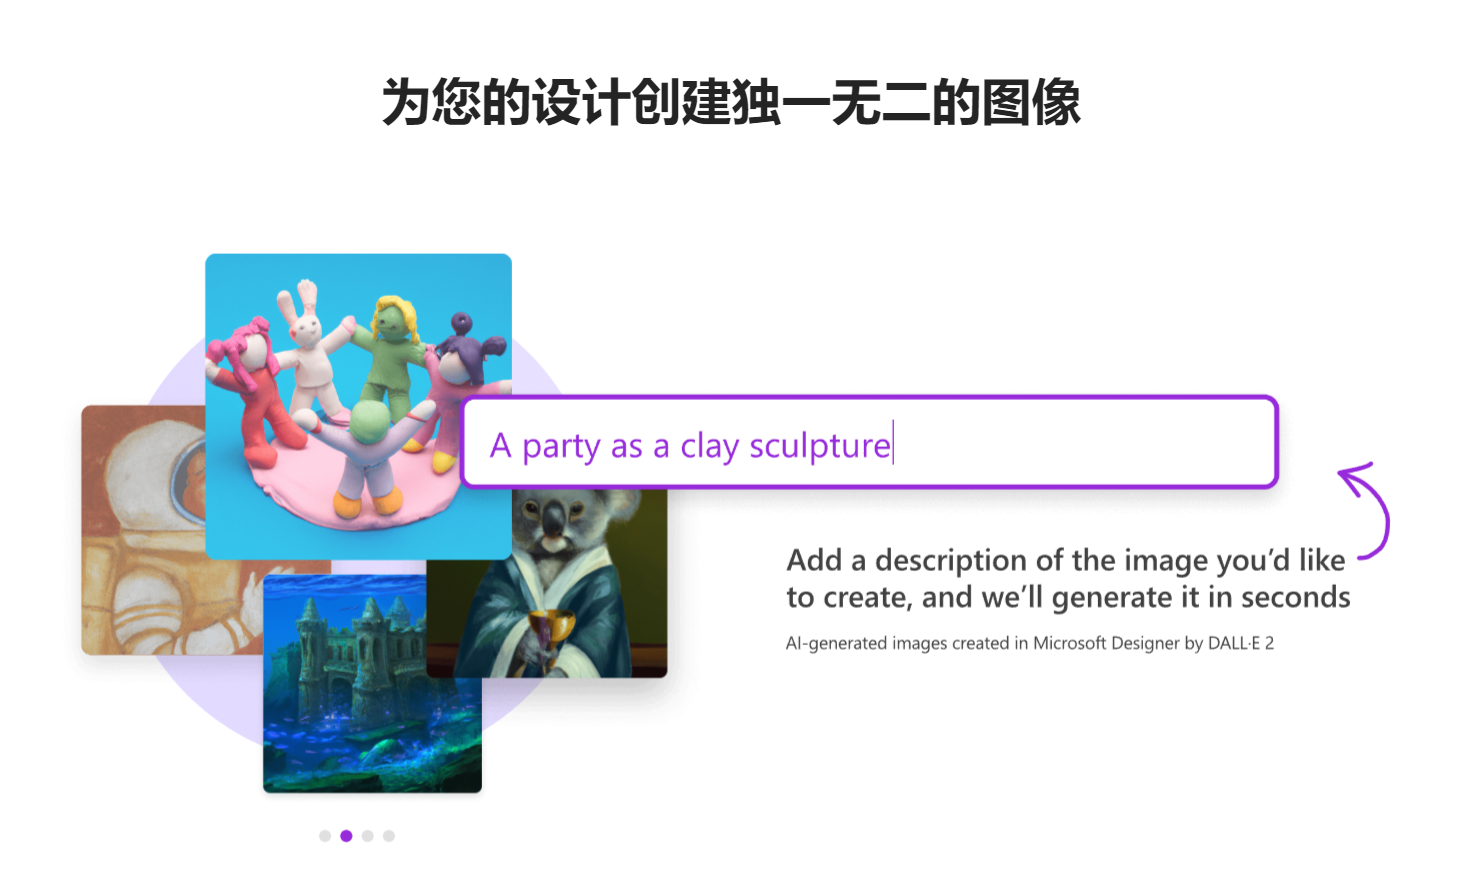 为您的设计创建独一无二的图像
A party as a clay sculpture
Add a description of the image you’d like
to create, and we’ll generate it in seconds
AI-generated images created in Microsoft Designer by DALL·E 2